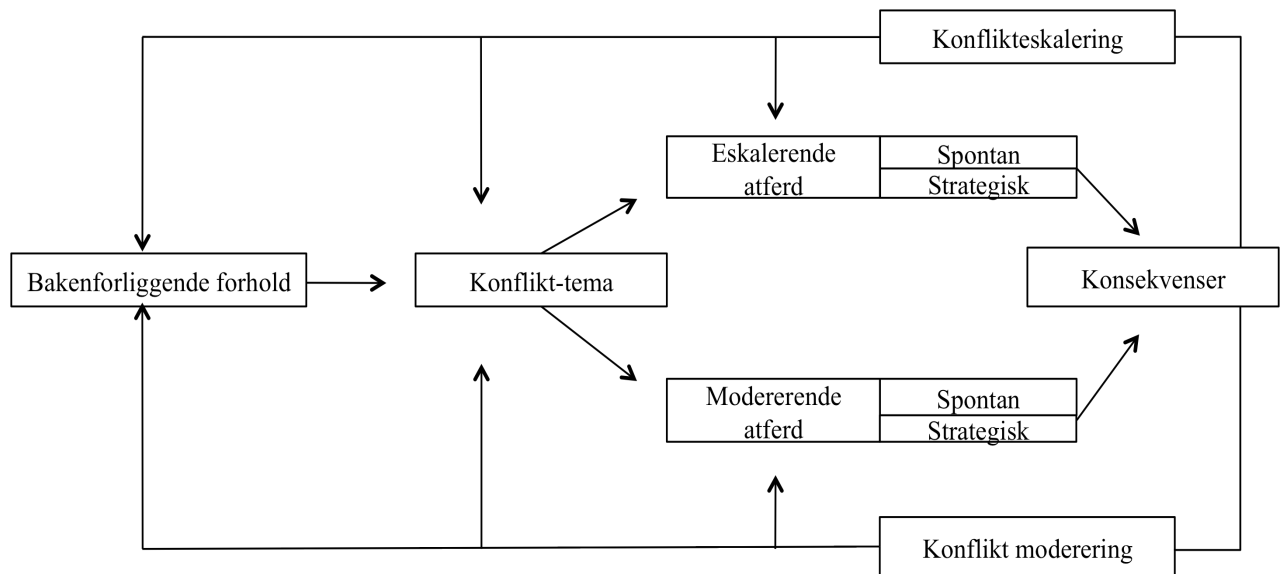 Konflikteskalering
Eskalerende
atferd
Spontan
Strategisk
Bakenforliggende forhold
Konflikt-tema
Konsekvenser
Modererende
atferd
Spontan
Strategisk
Konflikt moderering